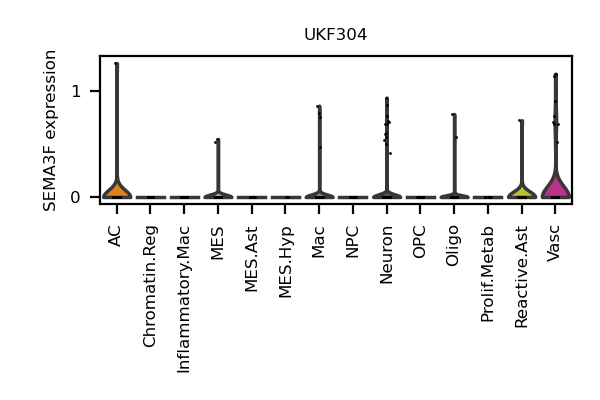 UKF304
SEMA3F expression
1
0
AC
Chromatin.Reg
Inflammatory.Mac
MES
MES.Ast
MES.Hyp
Mac
NPC
Neuron
OPC
Oligo
Prolif.Metab
Reactive.Ast
Vasc